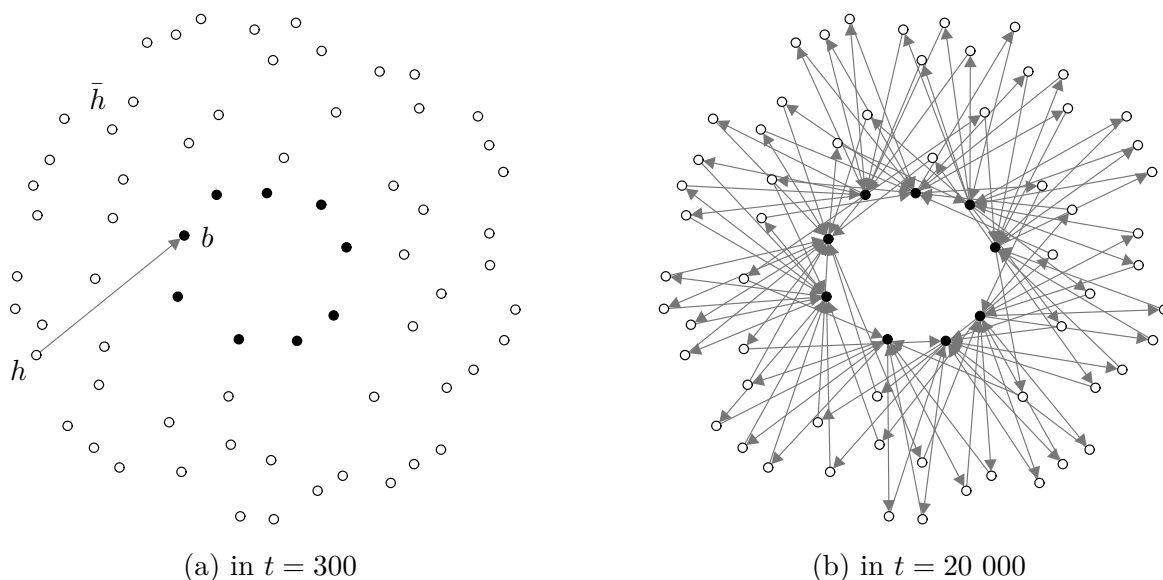 h̄
b
h
(a) in t = 300
(b) in t = 20 000